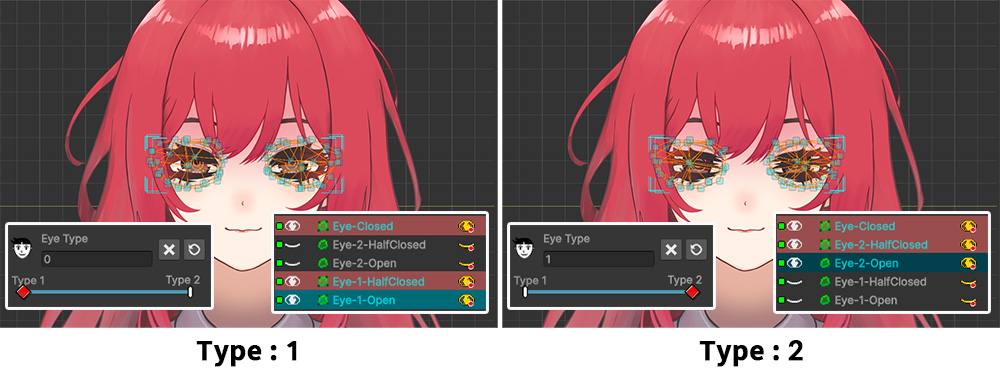 Eye Type
0
Type 1
Type 2
Eye-Closed
Eye-2-HalfClosed
Eye-2-Open
Eye-1-HalfClosed
Eye-1-Open
Type : 1
Eye Type
1
Type 1
Type 2
Eye-Closed
Eye-2-HalfClosed
Eye-2-Open
Eye-1-HalfClosed
Eye-1-Open
Type : 2